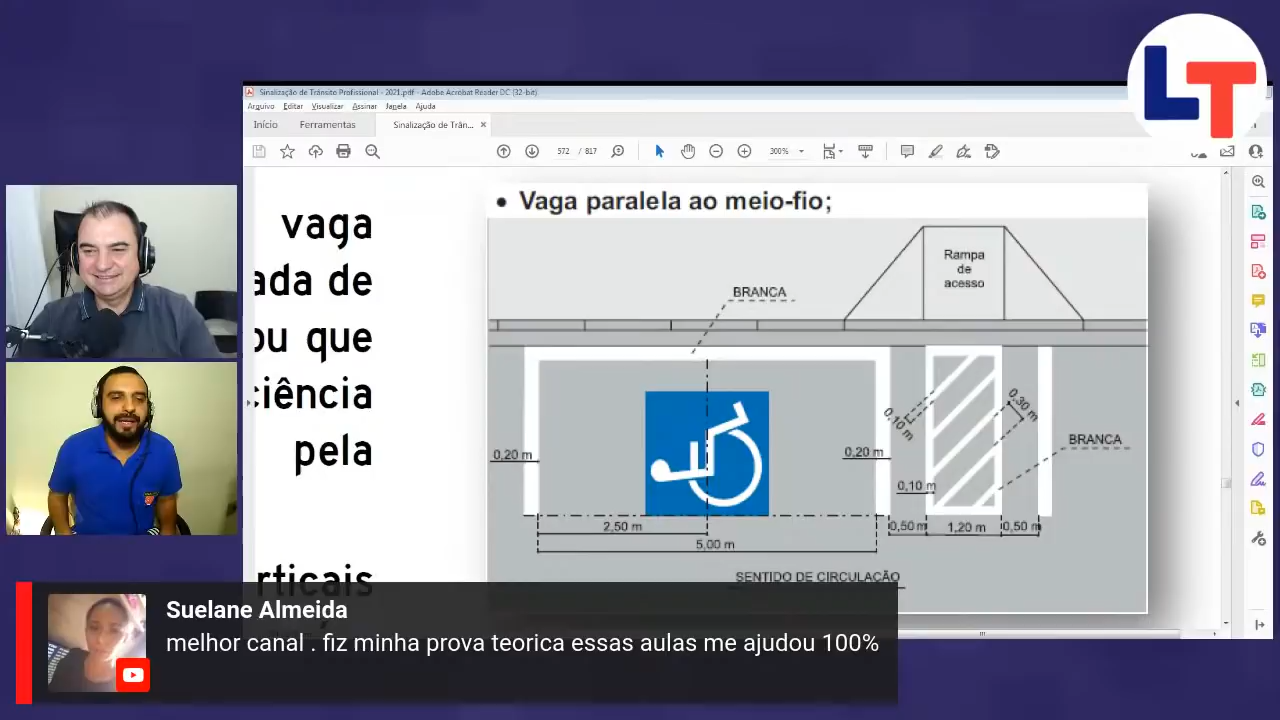 LT
Sinalização de Trânsito Profissional - 2021.pdf - Adobe Acrobat Reader DC (32-bit)
Arquivo Editar Visualizar Assinar Janela Ajuda
Início Ferramentas Sinalização de Trân... ×
572 / 817 300%
vaga
ada de
ou que
ciência
pela
rticais
• Vaga paralela ao meio-fio;
Rampa
de
acesso
BRANCA
0,10 m
0,30 m
BRANCA
0,20 m
0,20 m
0,10 m
2,50 m
0,50 m
1,20 m
0,50 m
5,00 m
SENTIDO DE CIRCULAÇÃO
Suelane Almeida
melhor canal . fiz minha prova teorica essas aulas me ajudou 100%